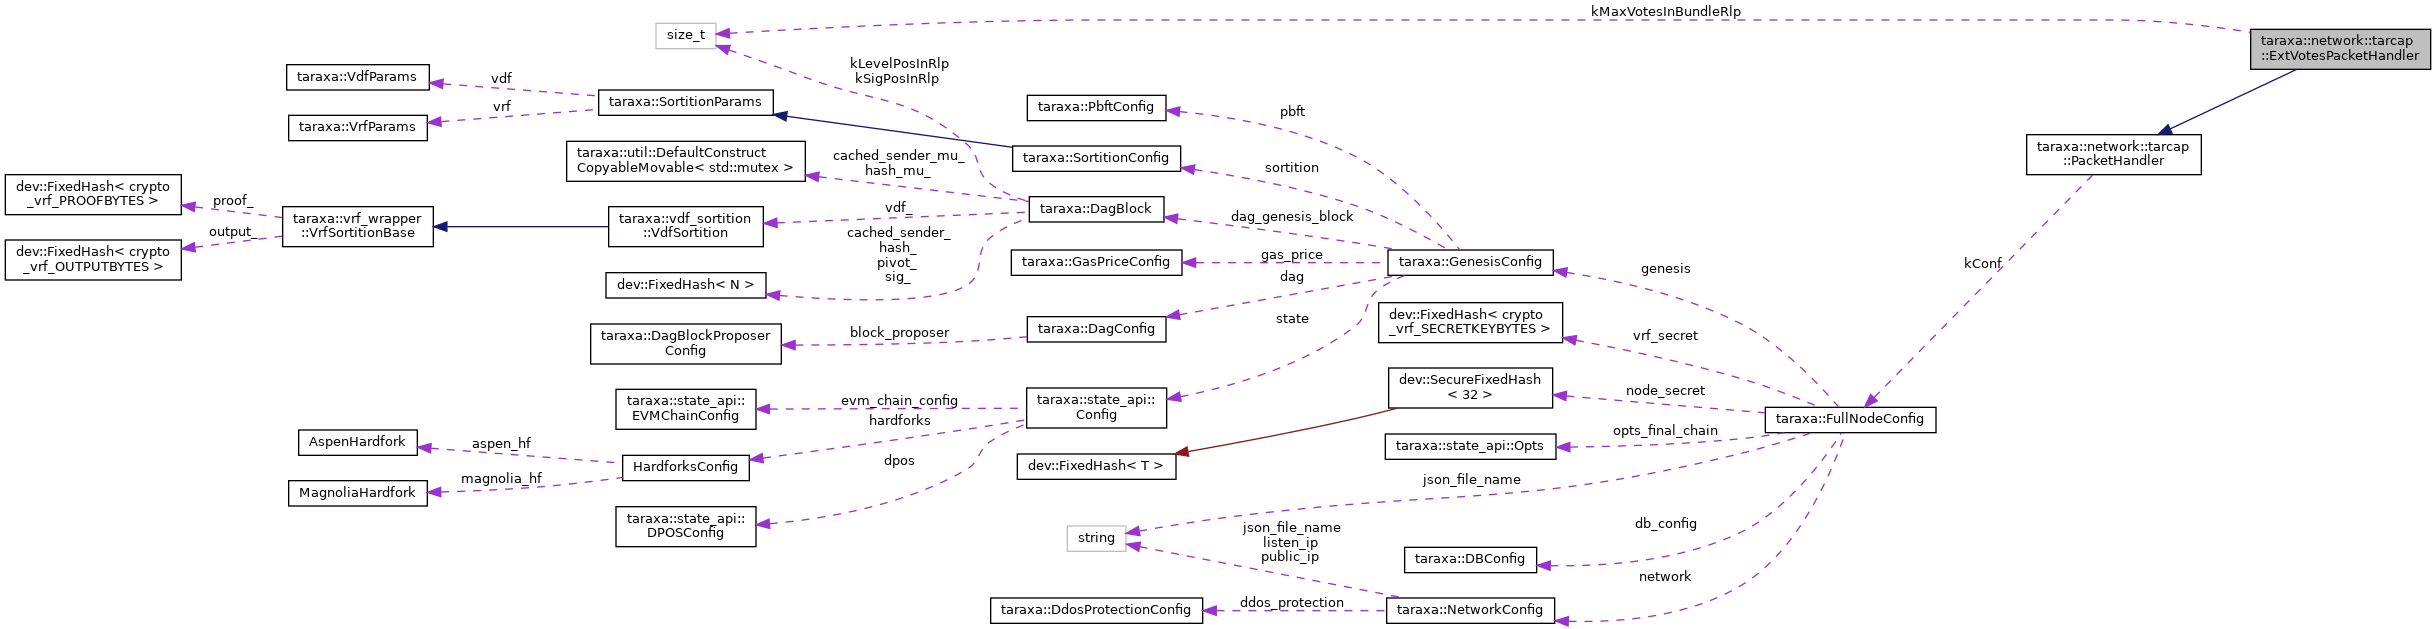 kMaxVotesInBundleRlp
size_t
taraxa::network::tarcap
::ExtVotesPacketHandler
kLevelPosInRlp
kSigPosInRlp
taraxa::VdfParams
vdf
vrf
taraxa::SortitionParams
taraxa::VrfParams
taraxa::PbftConfig
pbft
taraxa::network::tarcap
::PacketHandler
taraxa::util::DefaultConstruct
CopyableMovable< std::mutex >
cached_sender_mu_
hash_mu_
taraxa::SortitionConfig
sortition
dev::FixedHash< crypto
_vrf_PROOFBYTES >
proof_
output_
dev::FixedHash< crypto
_vrf_OUTPUTBYTES >
taraxa::vrf_wrapper
::VrfSortitionBase
taraxa::vdf_sortition
::VdfSortition
vdf_
taraxa::DagBlock
dag_genesis_block
cached_sender_
hash_
pivot_
sig_
taraxa::GasPriceConfig
gas_price
taraxa::GenesisConfig
genesis
kConf
dev::FixedHash< N >
dag
taraxa::DagBlockProposer
Config
block_proposer
taraxa::DagConfig
state
dev::FixedHash< crypto
_vrf_SECRETKEYBYTES >
vrf_secret
taraxa::state_api::
EVMChainConfig
evm_chain_config
hardforks
dpos
taraxa::state_api::
Config
dev::SecureFixedHash
< 32 >
node_secret
taraxa::FullNodeConfig
AspenHardfork
aspen_hf
HardforksConfig
magnolia_hf
MagnoliaHardfork
dev::FixedHash< T >
taraxa::state_api::Opts
opts_final_chain
json_file_name
taraxa::state_api::
DPOSConfig
string
json_file_name
listen_ip
public_ip
db_config
taraxa::DBConfig
network
taraxa::DdosProtectionConfig
ddos_protection
taraxa::NetworkConfig